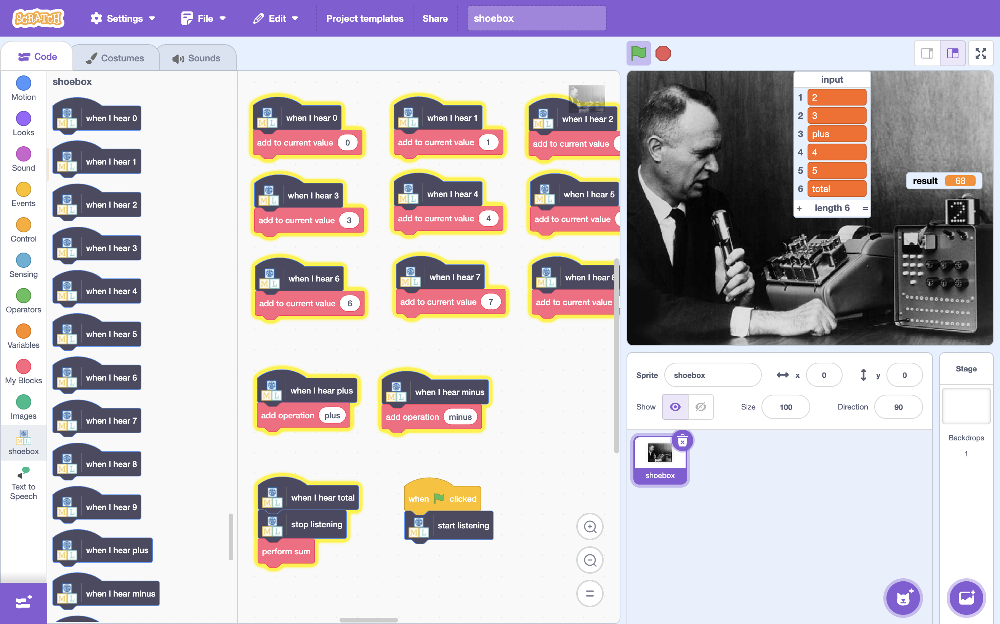 SCRATCH
Settings
File
Edit
Project templates
Share
shoebox
Code
Costumes
Sounds
Motion
Looks
Sound
Events
Control
Sensing
Operators
Variables
My Blocks
Images
shoebox
Text to
Speech
shoebox
when I hear 0
when I hear 1
when I hear 2
when I hear 3
when I hear 4
when I hear 5
when I hear 6
when I hear 7
when I hear 8
when I hear 9
when I hear plus
when I hear minus
when I hear 0
add to current value 0
when I hear 1
add to current value 1
when I hear 2
add to current value
when I hear 3
add to current value 3
when I hear 4
add to current value 4
when I hear 5
add to current value
when I hear 6
add to current value 6
when I hear 7
add to current value 7
when I hear 8
add to current value
when I hear plus
add operation plus
when I hear minus
add operation minus
when I hear total
stop listening
perform sum
when clicked
start listening
input
1 2
2 3
3 plus
4 4
5 5
6 total
+ length 6 =
result 68
Sprite shoebox x 0 y 0
Show Size 100 Direction 90
shoebox
Stage
Backdrops
1